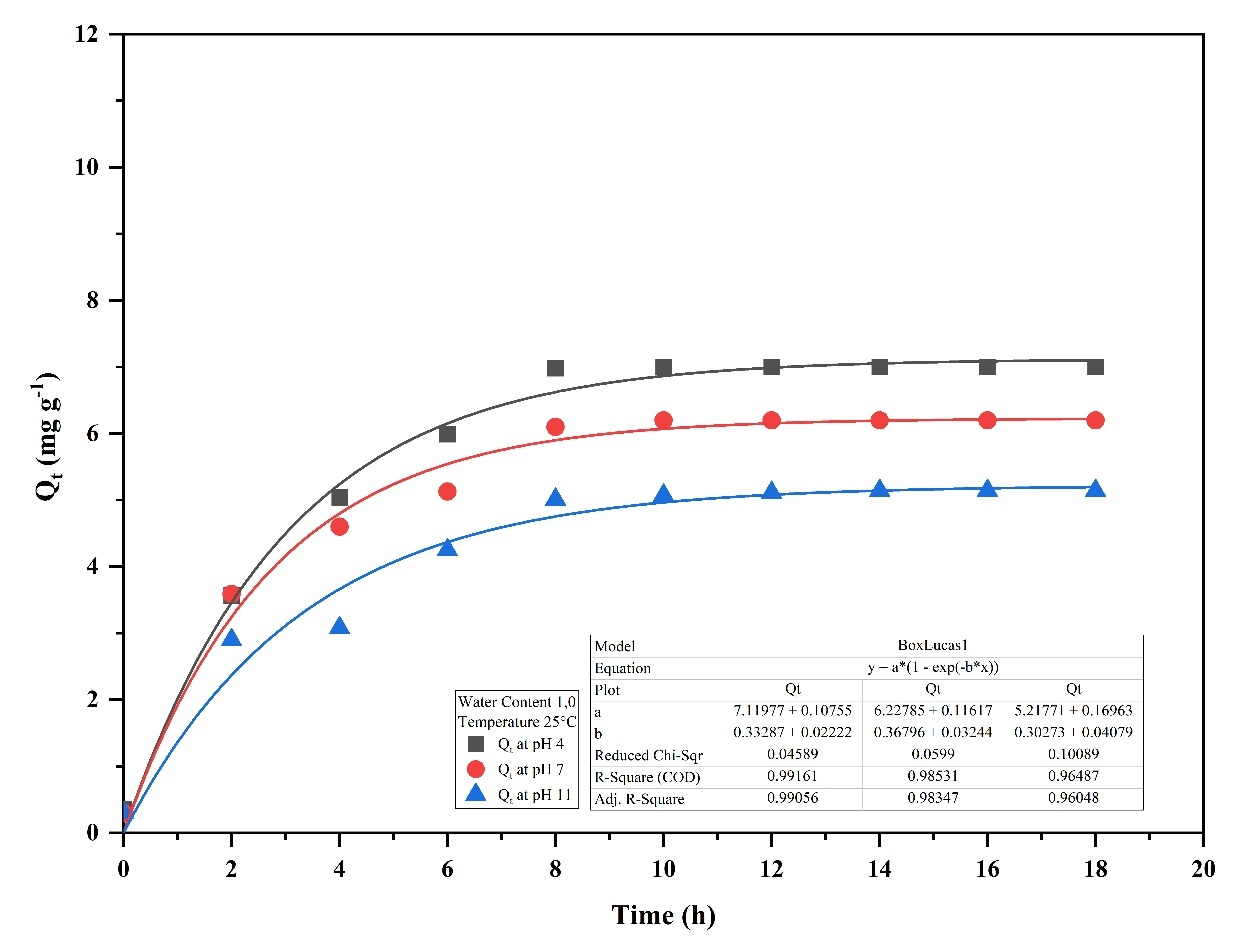 12
10
8
6
4
2
0
Q_t (mg g^-1)
0 2 4 6 8 10 12 14 16 18 20
Time (h)
Water Content 1,0
Temperature 25°C
Q_t at pH 4
Q_t at pH 7
Q_t at pH 11
Model BoxLucas1
Equation y − a*(1 - exp(-b*x))
Plot Qt Qt Qt
a 7.11977 + 0.10755 6.22785 + 0.11617 5.21771 + 0.16963
b 0.33287 + 0.02222 0.36796 + 0.03244 0.30273 + 0.04079
Reduced Chi-Sqr 0.04589 0.0599 0.10089
R-Square (COD) 0.99161 0.98531 0.96487
Adj. R-Square 0.99056 0.98347 0.96048